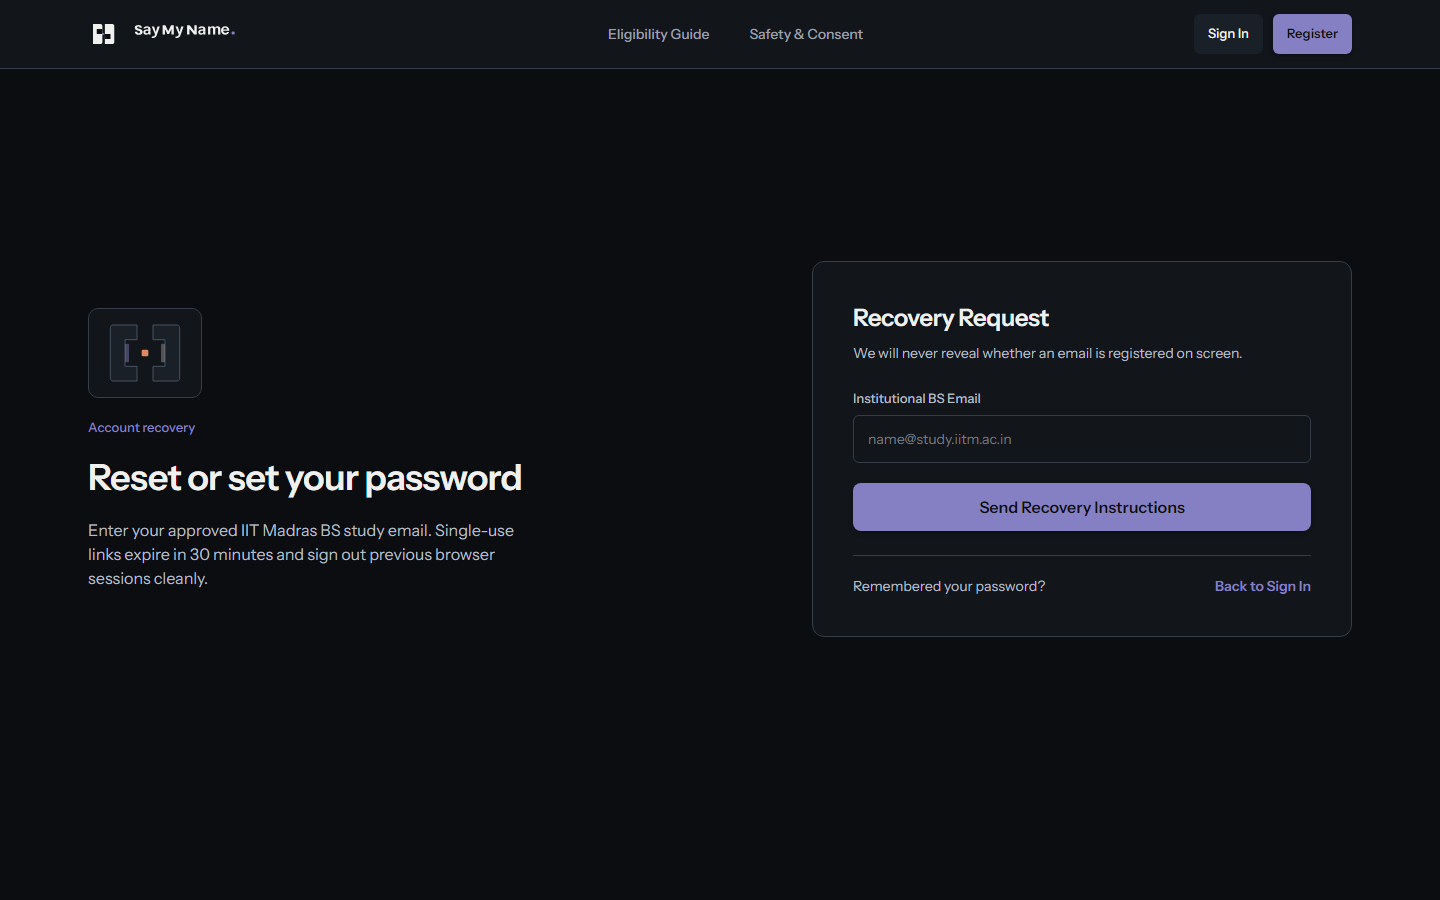 Say My Name.
Eligibility Guide
Safety & Consent
Sign In
Register
Account recovery
Reset or set your password
Enter your approved IIT Madras BS study email. Single-use
links expire in 30 minutes and sign out previous browser
sessions cleanly.
Recovery Request
We will never reveal whether an email is registered on screen.
Institutional BS Email
name@study.iitm.ac.in
Send Recovery Instructions
Remembered your password?
Back to Sign In